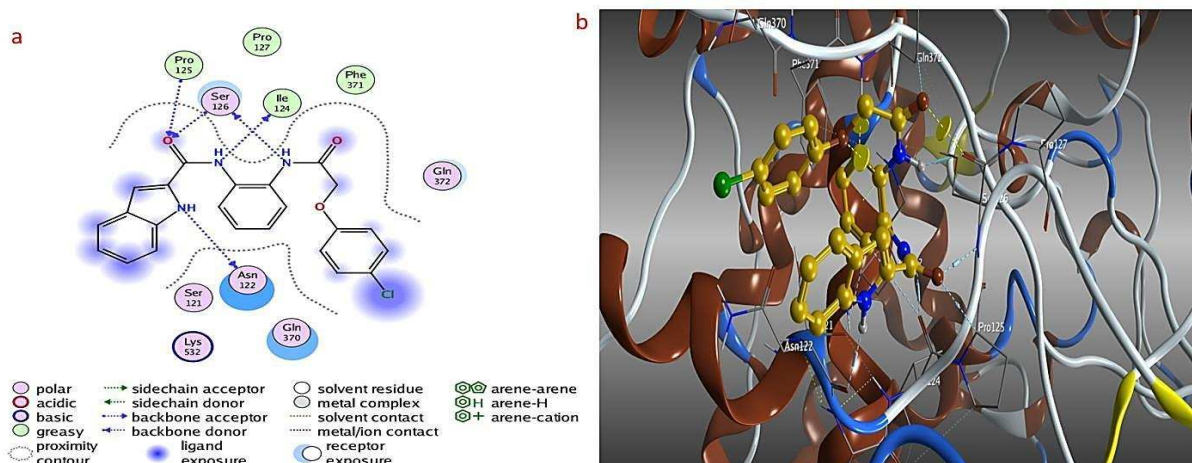 a
Pro
127
Pro
125
Phe
371
Ser
126
Ile
124
O
NH
HN
O
Gln
372
NH
O
Asn
122
Ser
121
Cl
Gln
370
Lys
532
polar
acidic
basic
greasy
proximity
contour
sidechain acceptor
sidechain donor
backbone acceptor
backbone donor
ligand
exposure
solvent residue
metal complex
solvent contact
metal/ion contact
receptor
exposure
arene-arene
H arene-H
+ arene-cation
b
Gln370
Phe371
Gln372
Pro127
Pro125
Asn122